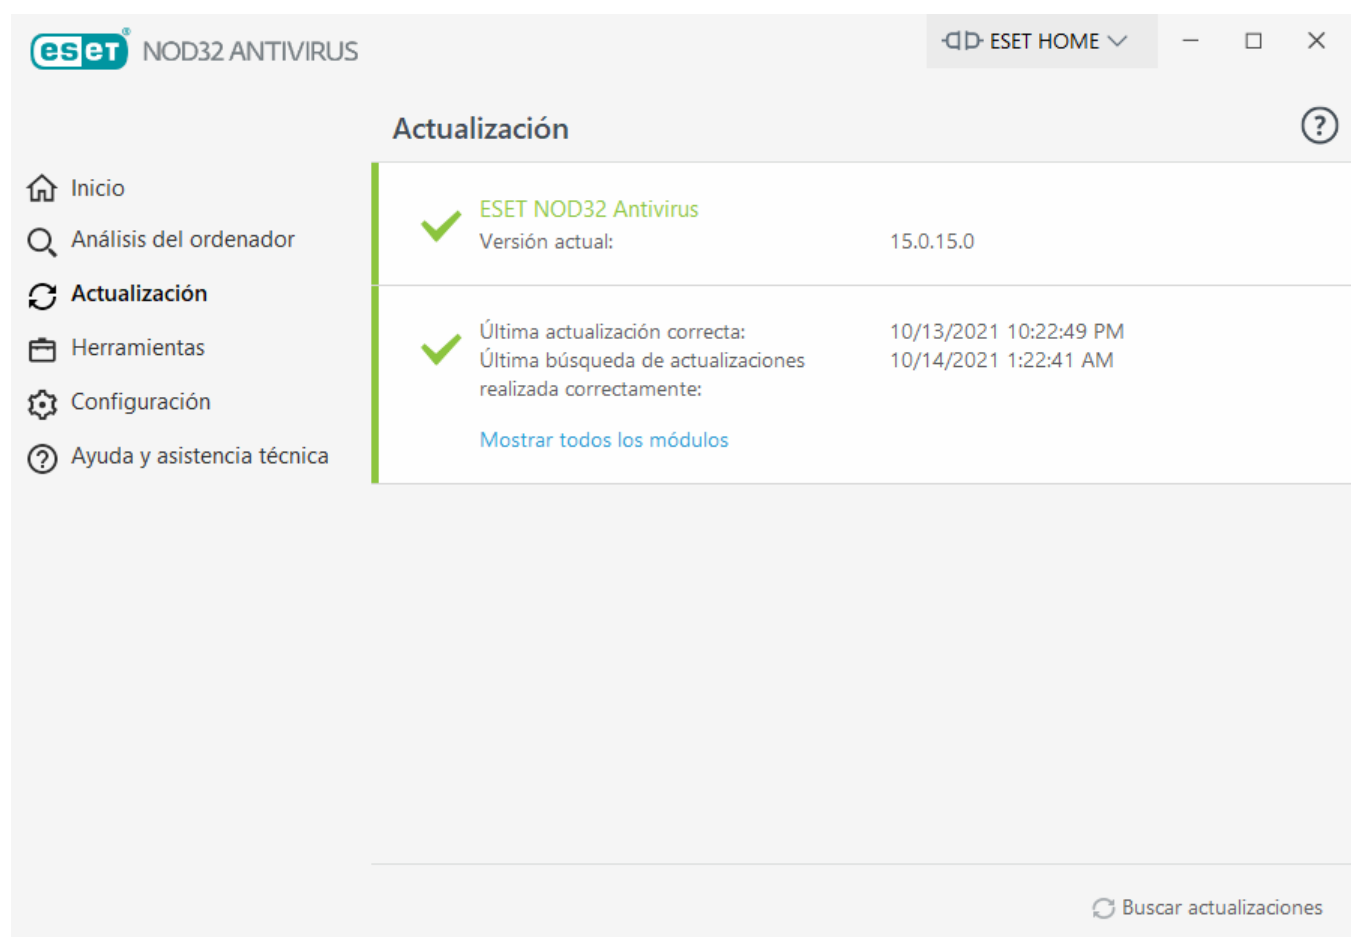 eset® NOD32 ANTIVIRUS
ESET HOME
Actualización
?
Inicio
Análisis del ordenador
Actualización
Herramientas
Configuración
Ayuda y asistencia técnica
ESET NOD32 Antivirus
Versión actual: 15.0.15.0
Última actualización correcta: 10/13/2021 10:22:49 PM
Última búsqueda de actualizaciones 10/14/2021 1:22:41 AM
realizada correctamente:
Mostrar todos los módulos
Buscar actualizaciones